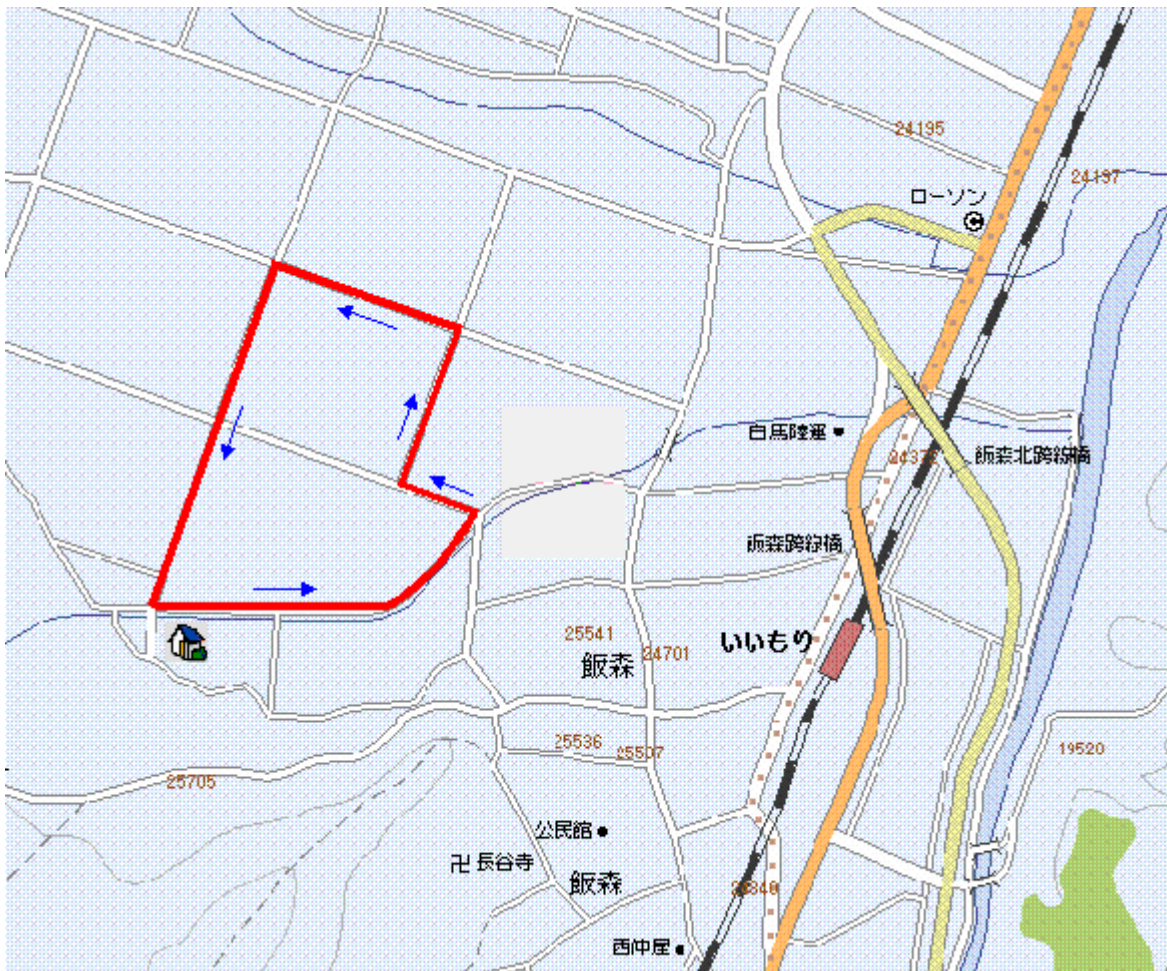 24195
24197
ローソン
白馬陸運
飯森北跨線橋
飯森跨線橋
25541
24701
いいもり
飯森
25536
25507
19520
25705
公民館
卍 長谷寺
飯森
西仲屋